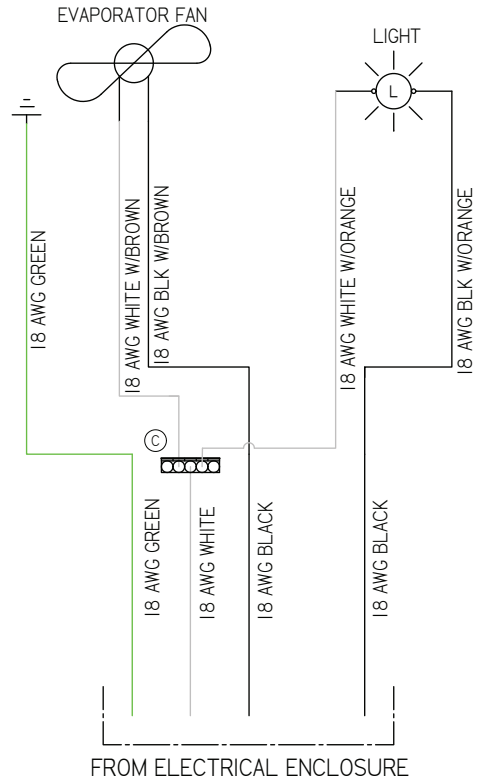 EVAPORATOR FAN
LIGHT
L
18 AWG GREEN
18 AWG WHITE W/BROWN
18 AWG BLK W/BROWN
18 AWG WHITE W/ORANGE
18 AWG BLK W/ORANGE
C
18 AWG GREEN
18 AWG WHITE
18 AWG BLACK
18 AWG BLACK
FROM ELECTRICAL ENCLOSURE